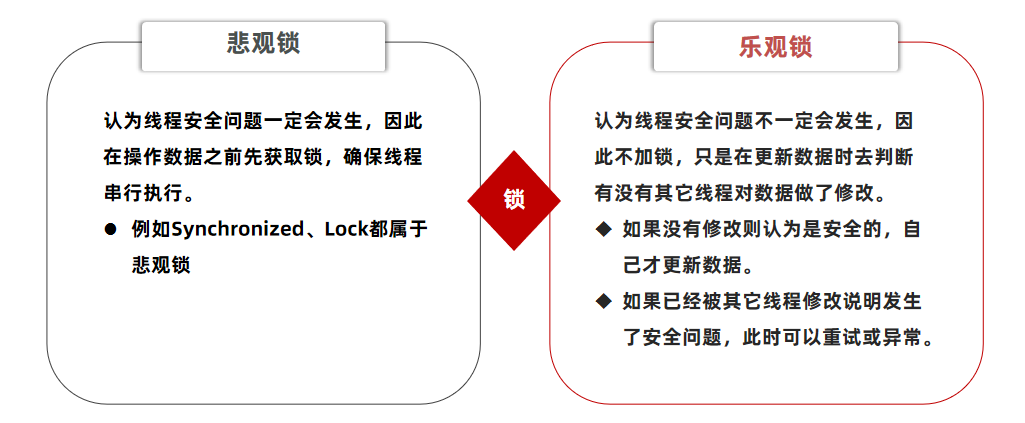 悲观锁
认为线程安全问题一定会发生，因此
在操作数据之前先获取锁，确保线程
串行执行。
● 例如Synchronized、Lock都属于
悲观锁
锁
乐观锁
认为线程安全问题不一定会发生，因
此不加锁，只是在更新数据时去判断
有没有其它线程对数据做了修改。
◆ 如果没有修改则认为是安全的，自
己才更新数据。
◆ 如果已经被其它线程修改说明发生
了安全问题，此时可以重试或异常。